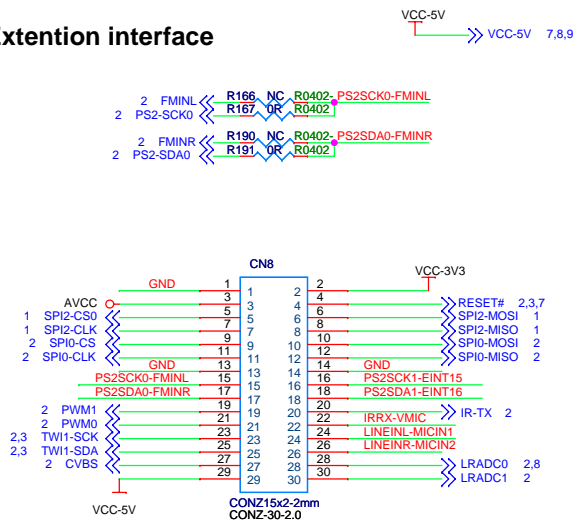 VCC-5V
Extention interface
VCC-5V 7,8,9
2 FMINL R166 NC R0402- PS2SCK0-FMINL
2 PS2-SCK0 R167 0R R0402
2 FMINR R190 NC R0402- PS2SDA0-FMINR
2 PS2-SDA0 R191 0R R0402
CN8
VCC-3V3
GND 1 1 2 2
AVCC 3 3 4 4 RESET# 2,3,7
1 SPI2-CS0 5 5 6 6 SPI2-MOSI 1
1 SPI2-CLK 7 7 8 8 SPI2-MISO 1
2 SPI0-CS 9 9 10 10 SPI0-MOSI 2
2 SPI0-CLK 11 11 12 12 SPI0-MISO 2
GND 13 13 14 14 GND
PS2SCK0-FMINL 15 15 16 16 PS2SCK1-EINT15
PS2SDA0-FMINR 17 17 18 18 PS2SDA1-EINT16
2 PWM1 19 19 20 20 IR-TX 2
2 PWM0 21 21 22 22 IRRX-VMIC
2,3 TWI1-SCK 23 23 24 24 LINEINL-MICIN1
2,3 TWI1-SDA 25 25 26 26 LINEINR-MICIN2
2 CVBS 27 27 28 28 LRADC0 2,8
29 29 30 30 LRADC1 2
VCC-5V
CONZ15x2-2mm
CONZ-30-2.0